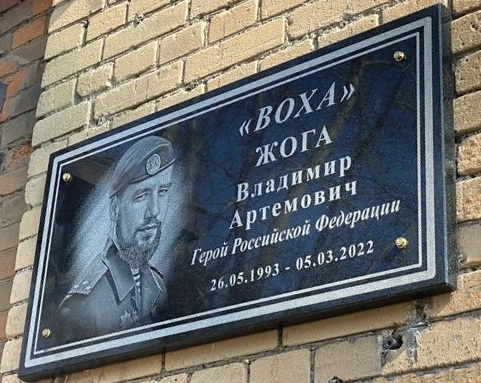 «ВОХА»
ЖОГА
Владимир
Артемович
Герой Российской Федерации
26.05.1993 - 05.03.2022